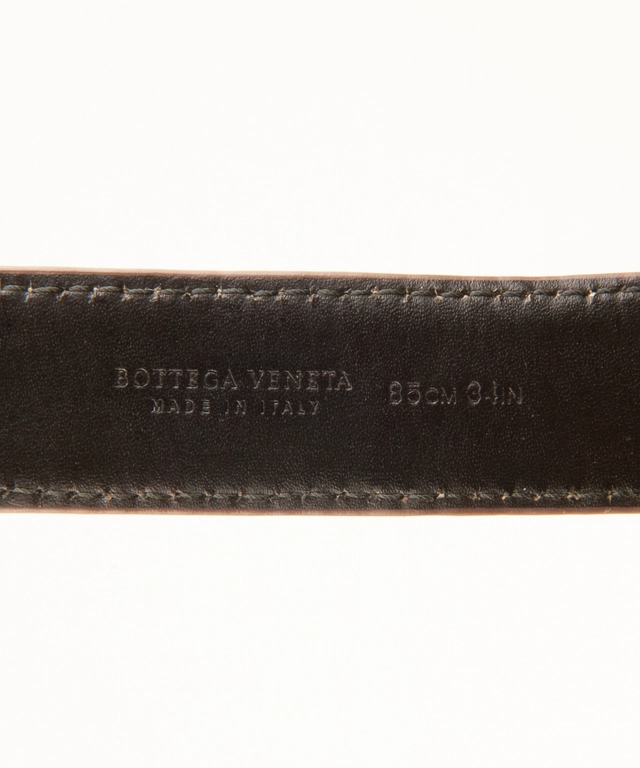 BOTTEGA VENETA
MADE IN ITALY
85CM 34IN